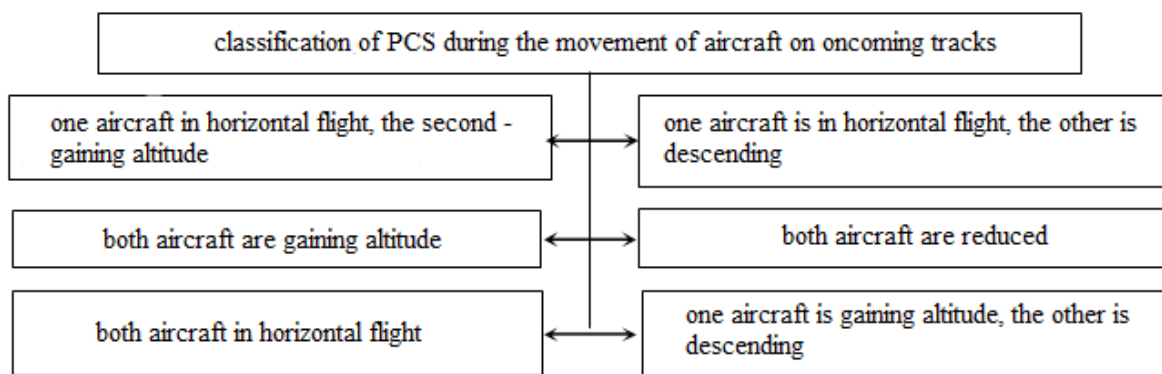 classification of PCS during the movement of aircraft on oncoming tracks
one aircraft in horizontal flight, the second -
gaining altitude
one aircraft is in horizontal flight, the other is
descending
both aircraft are gaining altitude
both aircraft are reduced
both aircraft in horizontal flight
one aircraft is gaining altitude, the other is
descending